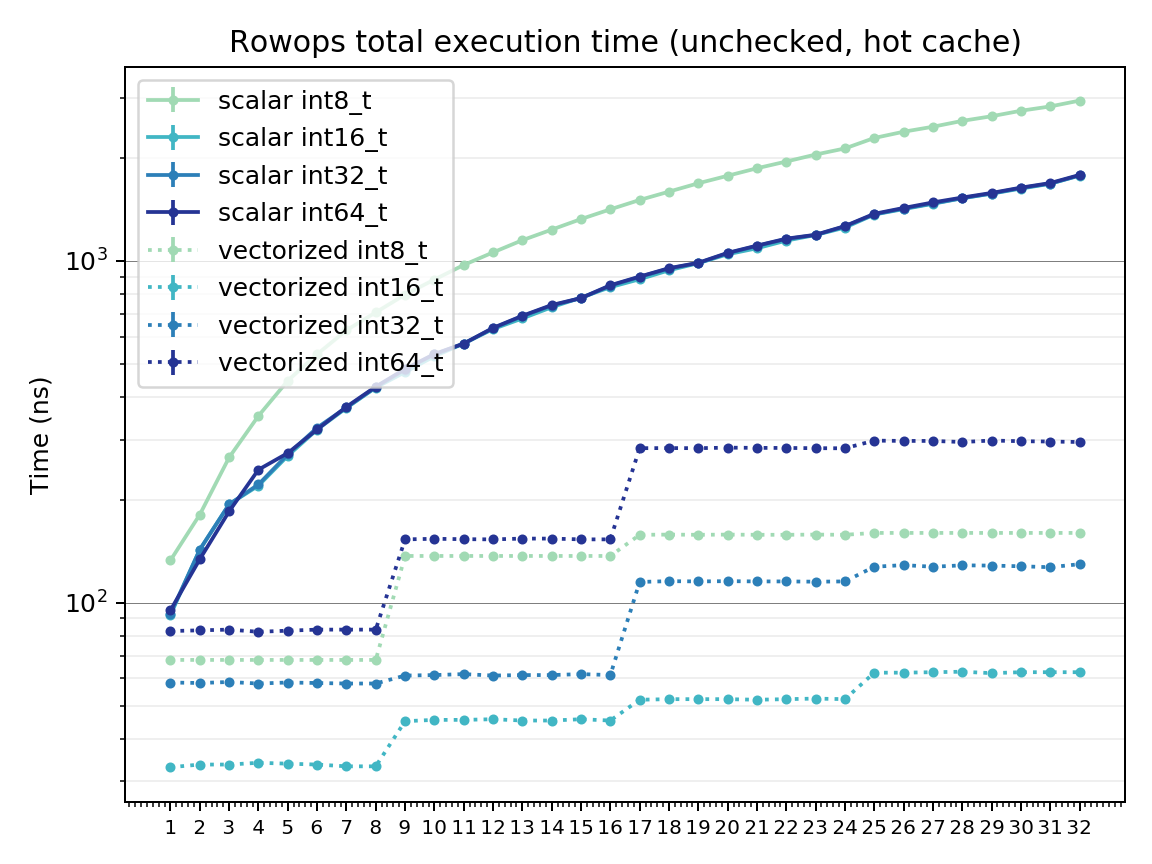 Rowops total execution time (unchecked, hot cache)
scalar int8_t
scalar int16_t
scalar int32_t
scalar int64_t
vectorized int8_t
vectorized int16_t
vectorized int32_t
vectorized int64_t
Time (ns)
10³
10²
1 2 3 4 5 6 7 8 9 10 11 12 13 14 15 16 17 18 19 20 21 22 23 24 25 26 27 28 29 30 31 32